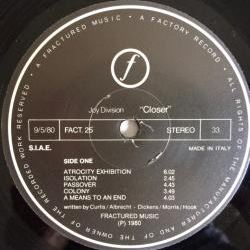 A FRACTURED MUSIC / A FACTORY RECORD
ALL RIGHTS OF THE MANUFACTURER AND OF THE OWNER OF THE RECORDED WORK RESERVED
f
Joy Division "Closer"
9/5/80 FACT. 25 STEREO 33
S.I.A.E. MADE IN ITALY
SIDE ONE
ATROCITY EXHIBITION 6.02
ISOLATION 2.45
PASSOVER 4.43
COLONY 3.49
A MEANS TO AN END 4.03
written by Curtis / Albrecht - Dickens / Morris / Hook
FRACTURED MUSIC
(P) 1980